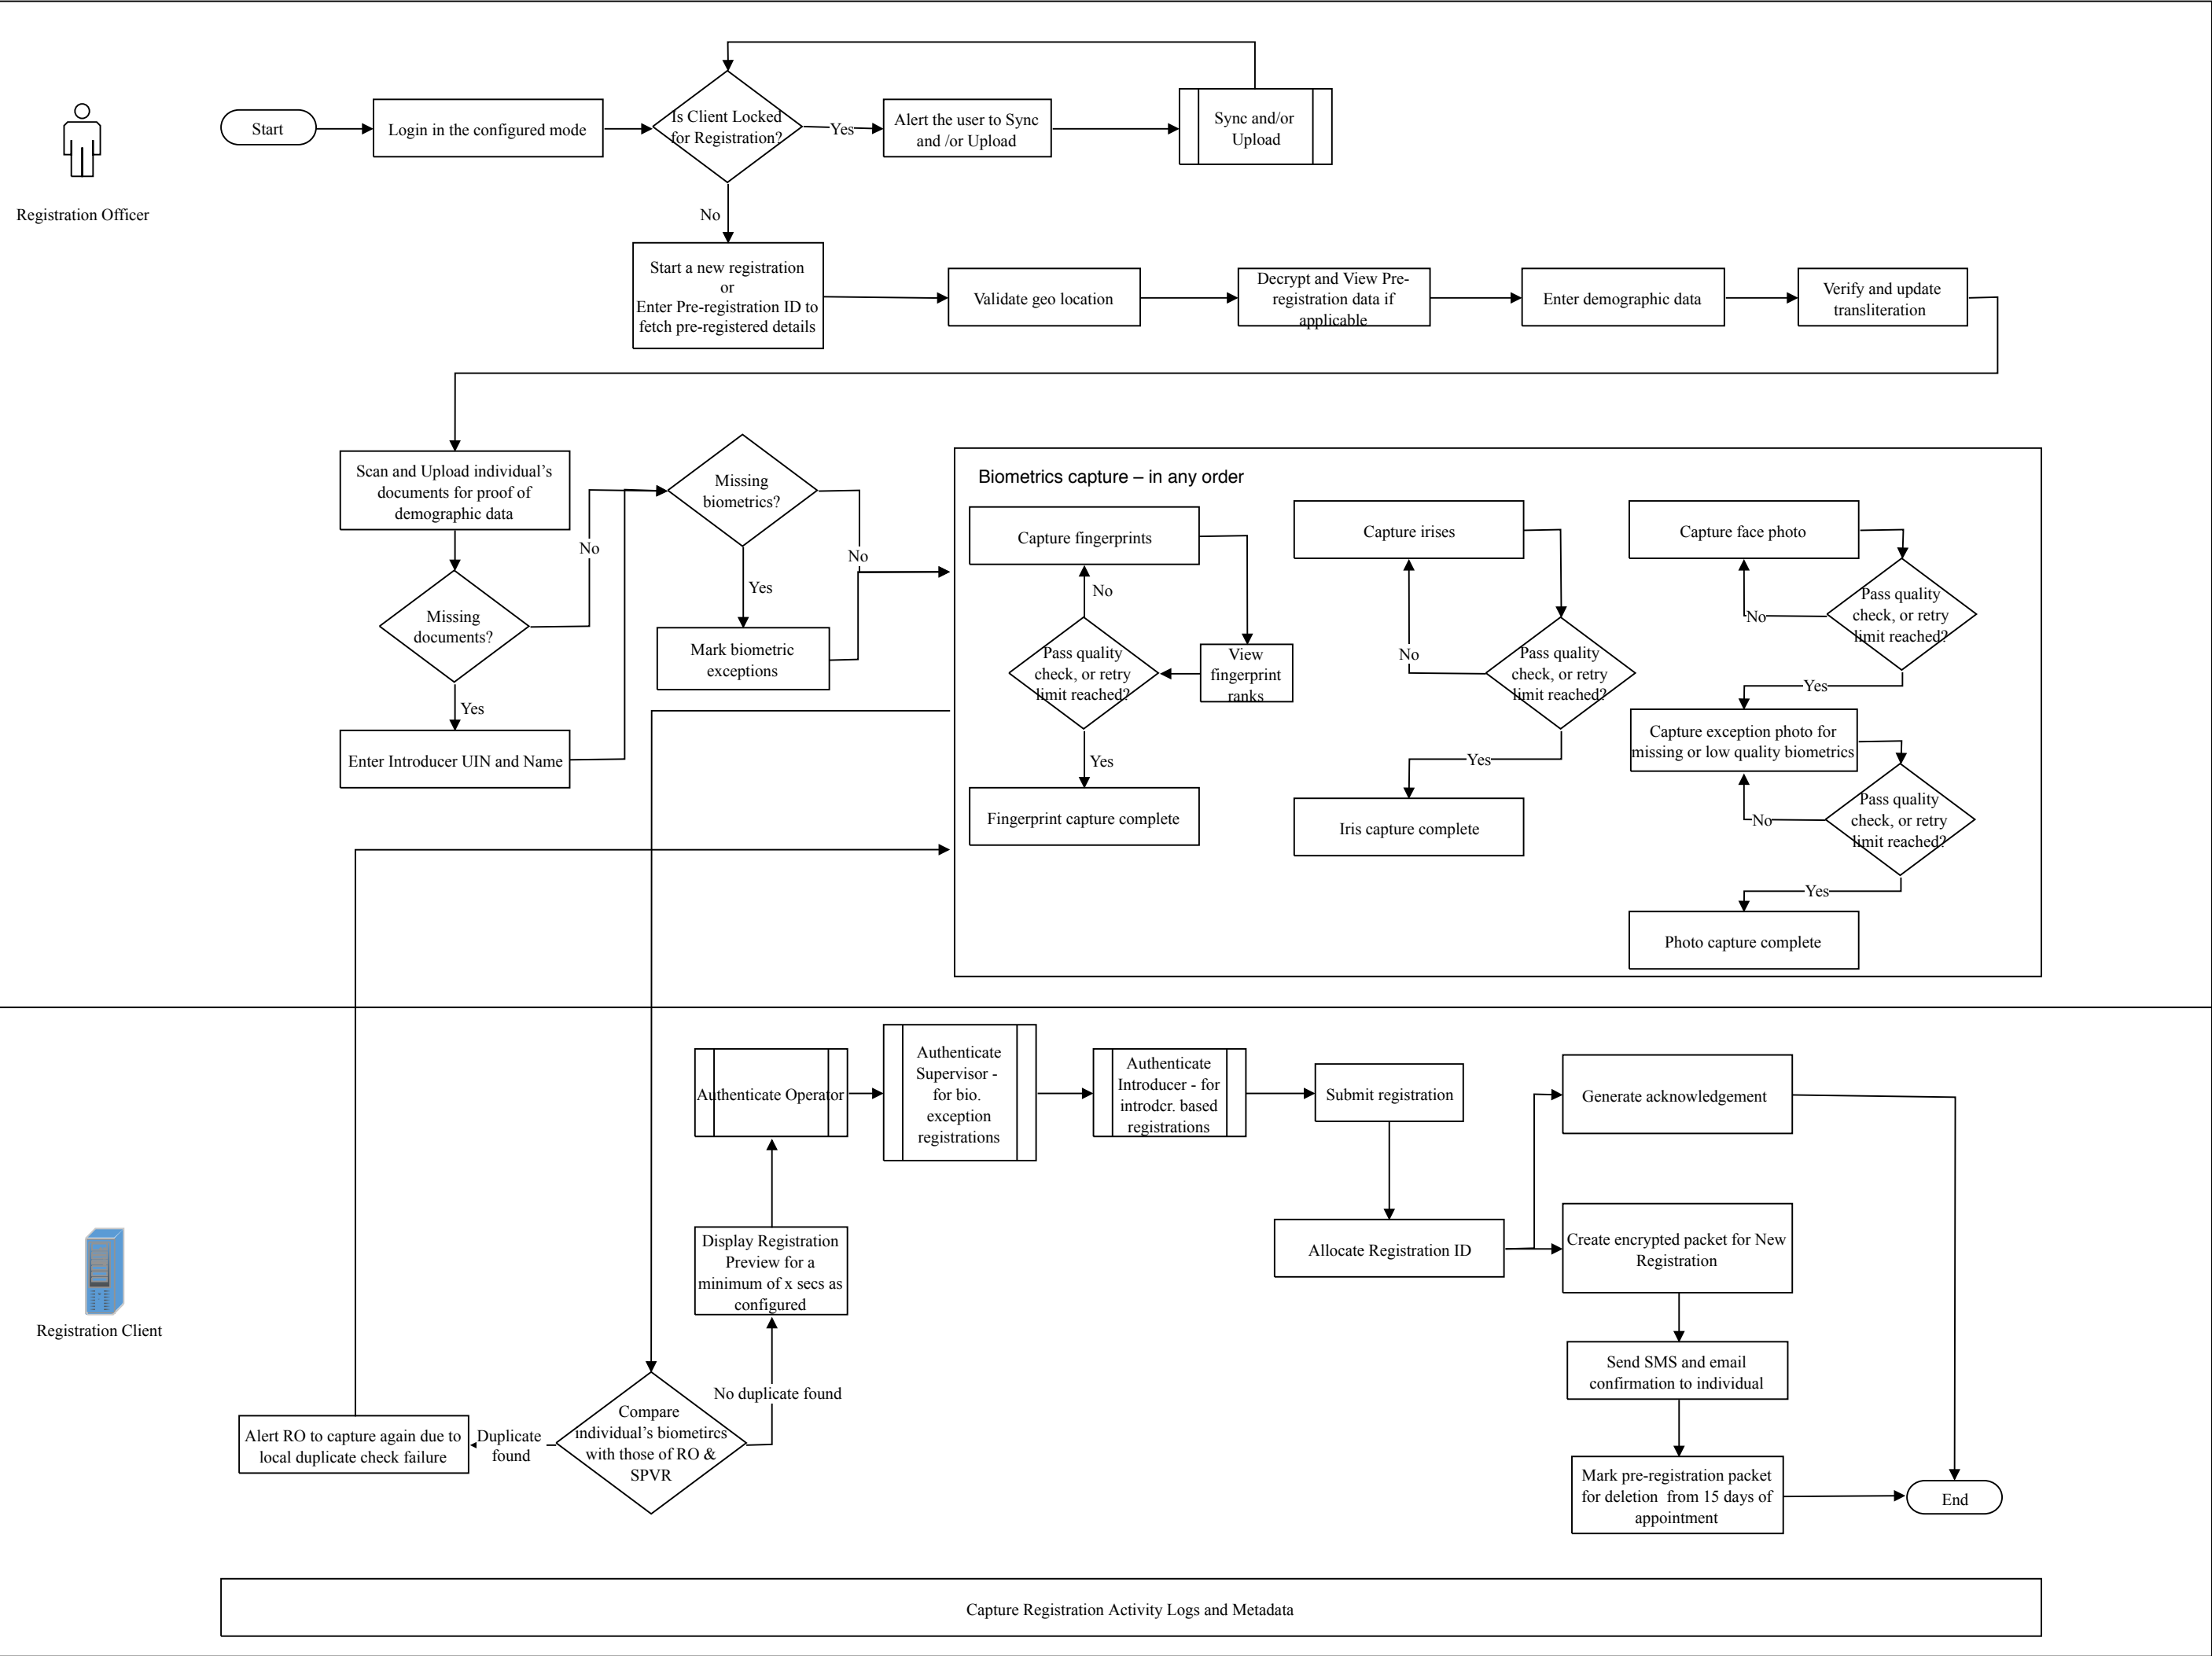 Start
Login in the configured mode
Is Client Locked
for Registration?
Yes
Alert the user to Sync
and /or Upload
Sync and/or
Upload
Registration Officer
No
Start a new registration
or
Enter Pre-registration ID to
fetch pre-registered details
Validate geo location
Decrypt and View Pre-
registration data if
applicable
Enter demographic data
Verify and update
transliteration
Scan and Upload individual's
documents for proof of
demographic data
No
Missing
documents?
Yes
Enter Introducer UIN and Name
Missing
biometrics?
No
Yes
Mark biometric
exceptions
Biometrics capture – in any order
Capture fingerprints
No
Pass quality
check, or retry
limit reached?
View
fingerprint
ranks
Yes
Fingerprint capture complete
Capture irises
No
Pass quality
check, or retry
limit reached?
Yes
Iris capture complete
Capture face photo
No
Pass quality
check, or retry
limit reached?
Yes
Capture exception photo for
missing or low quality biometrics
No
Pass quality
check, or retry
limit reached?
Yes
Photo capture complete
Authenticate Operator
Authenticate
Supervisor -
for bio.
exception
registrations
Authenticate
Introducer - for
introdcr. based
registrations
Submit registration
Generate acknowledgement
Display Registration
Preview for a
minimum of x secs as
configured
Allocate Registration ID
Create encrypted packet for New
Registration
Registration Client
Send SMS and email
confirmation to individual
No duplicate found
Alert RO to capture again due to
local duplicate check failure
Duplicate
found
Compare
individual's biometircs
with those of RO &
SPVR
Mark pre-registration packet
for deletion  from 15 days of
appointment
End
Capture Registration Activity Logs and Metadata